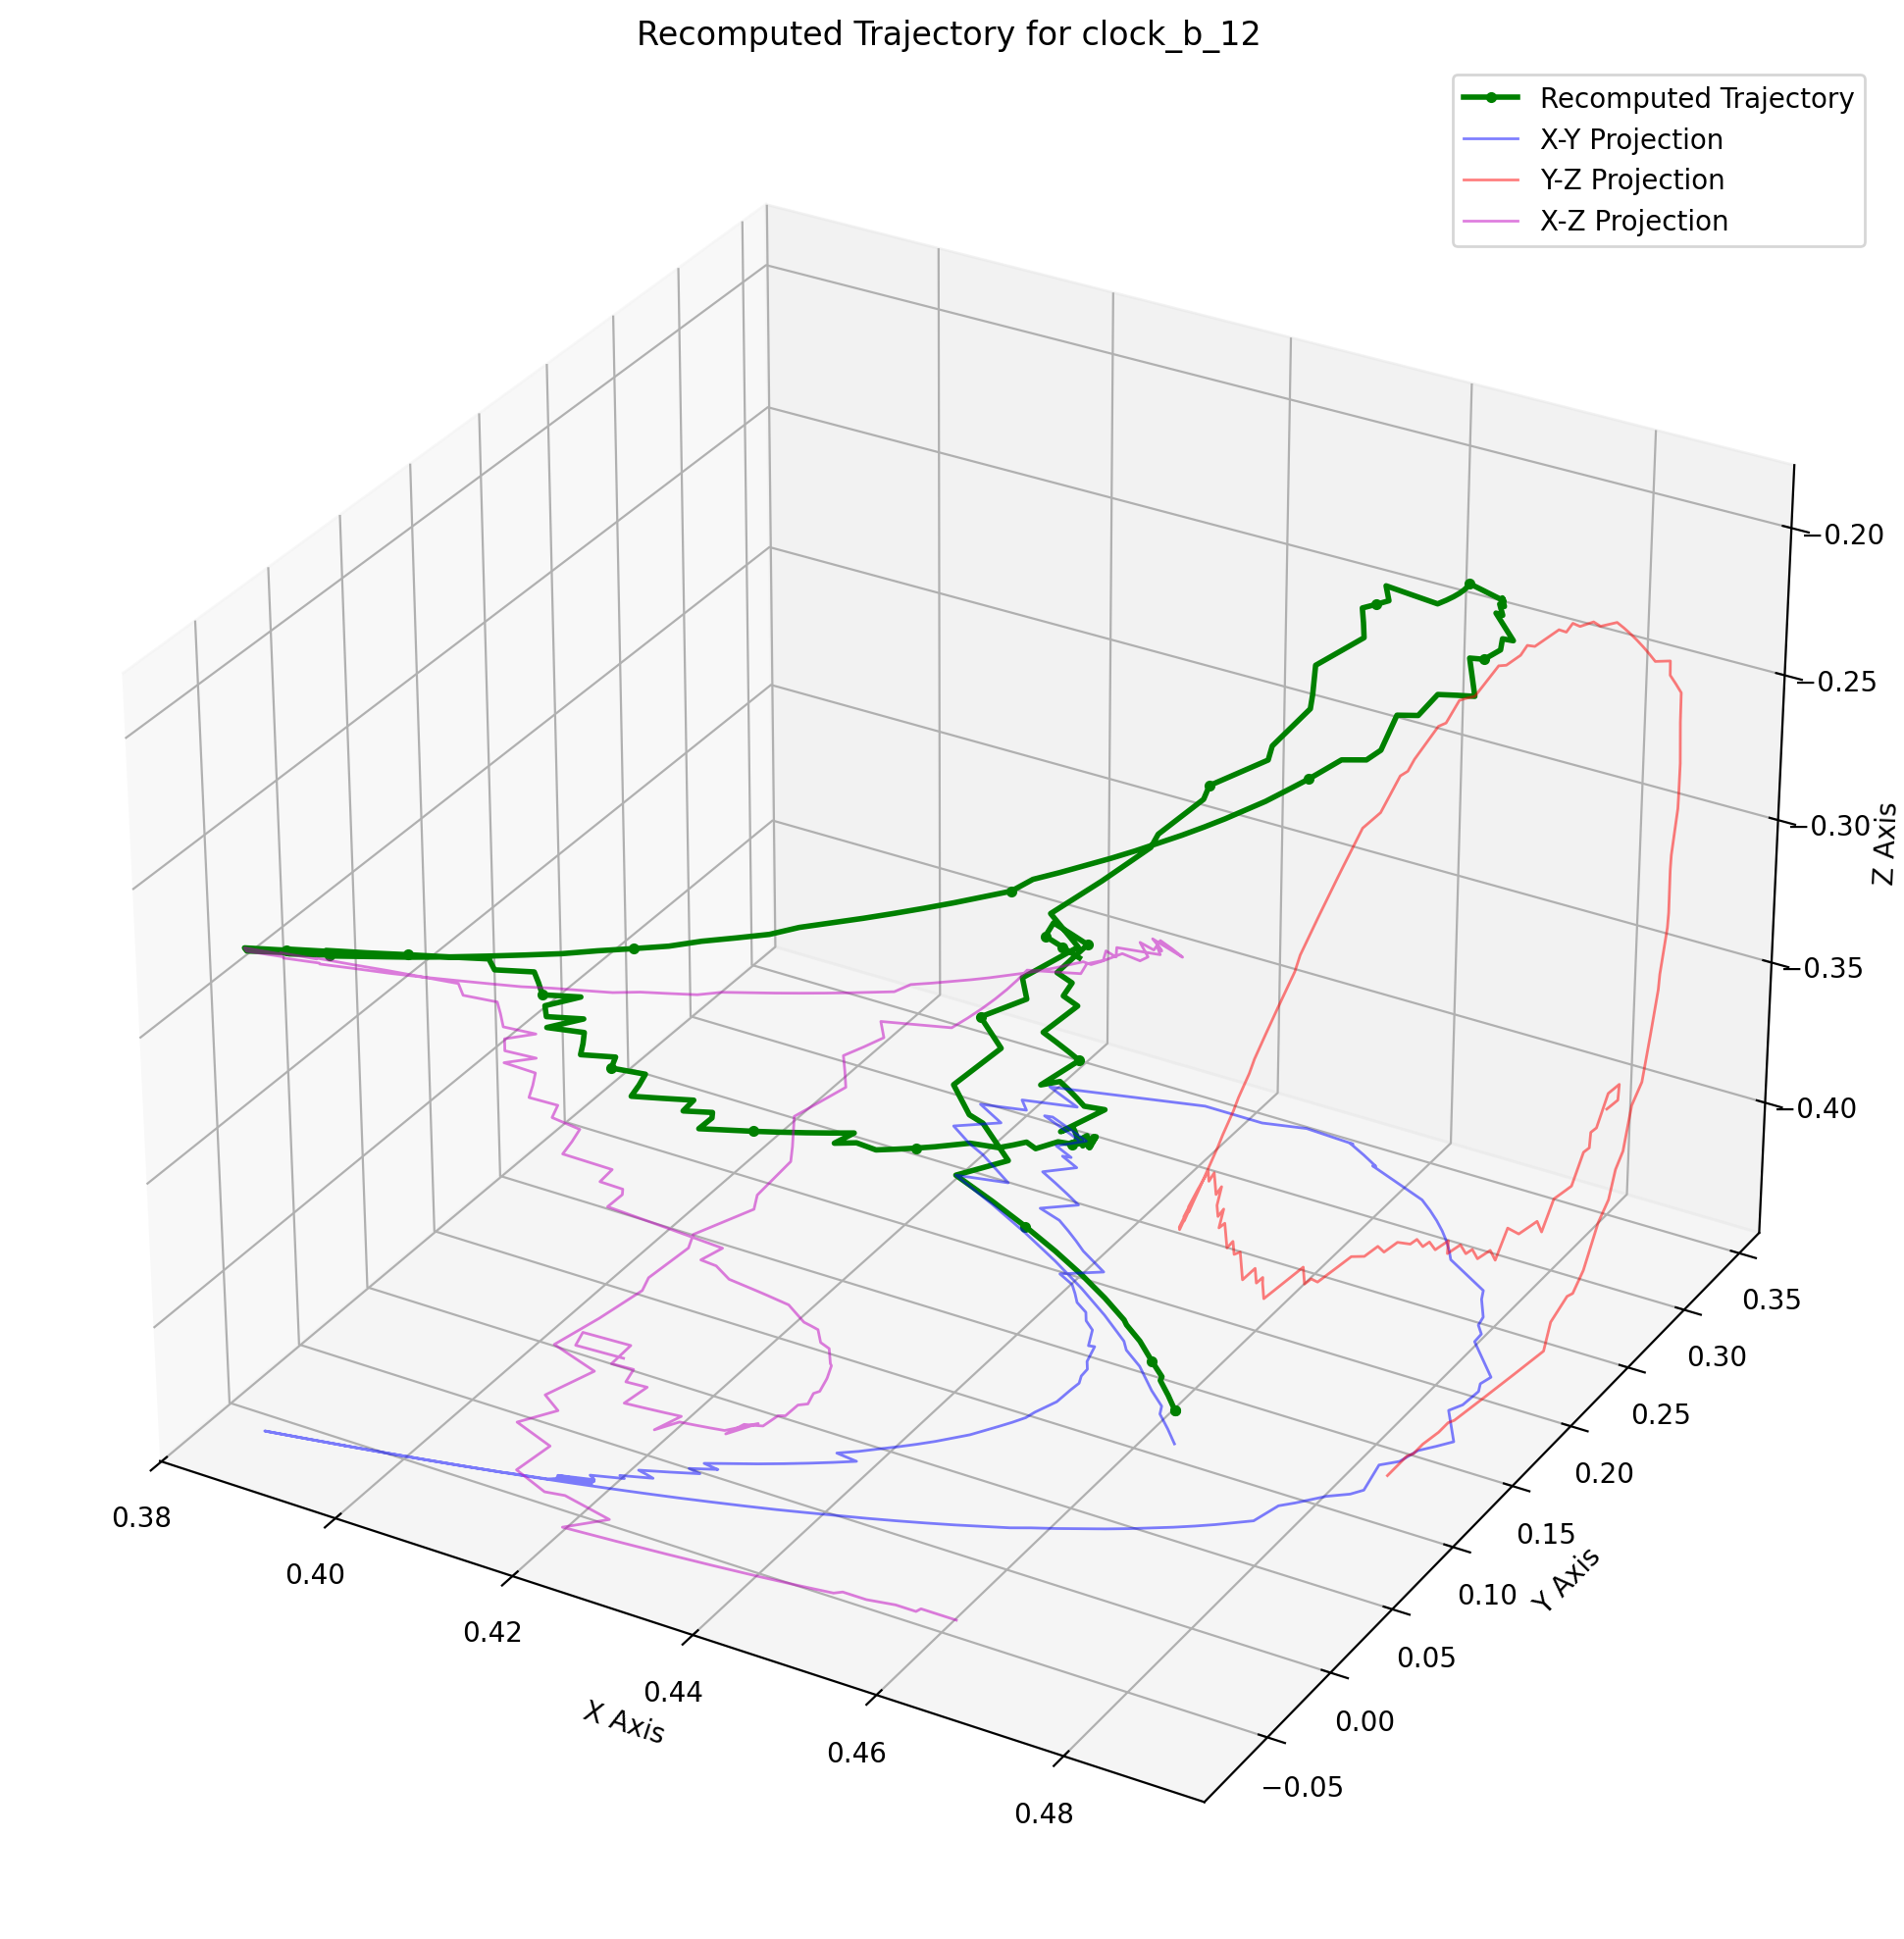 Recomputed Trajectory for clock_b_12
Recomputed Trajectory
X-Y Projection
Y-Z Projection
X-Z Projection
−0.20
−0.25
−0.30
−0.35
−0.40
Z Axis
0.35
0.30
0.25
0.20
0.15
0.10
0.05
0.00
−0.05
Y Axis
0.38
0.40
0.42
0.44
0.46
0.48
X Axis